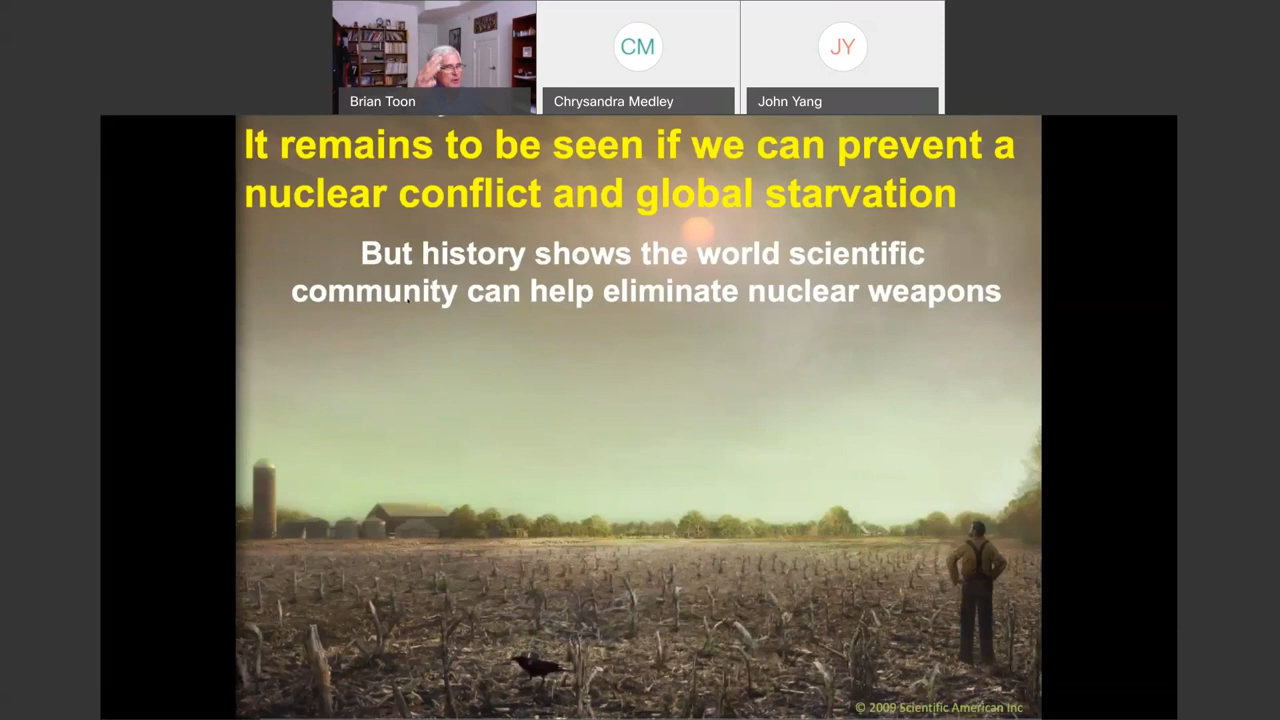 CM
JY
Brian Toon
Chrysandra Medley
John Yang
It remains to be seen if we can prevent a
nuclear conflict and global starvation
But history shows the world scientific
community can help eliminate nuclear weapons
© 2009 Scientific American Inc